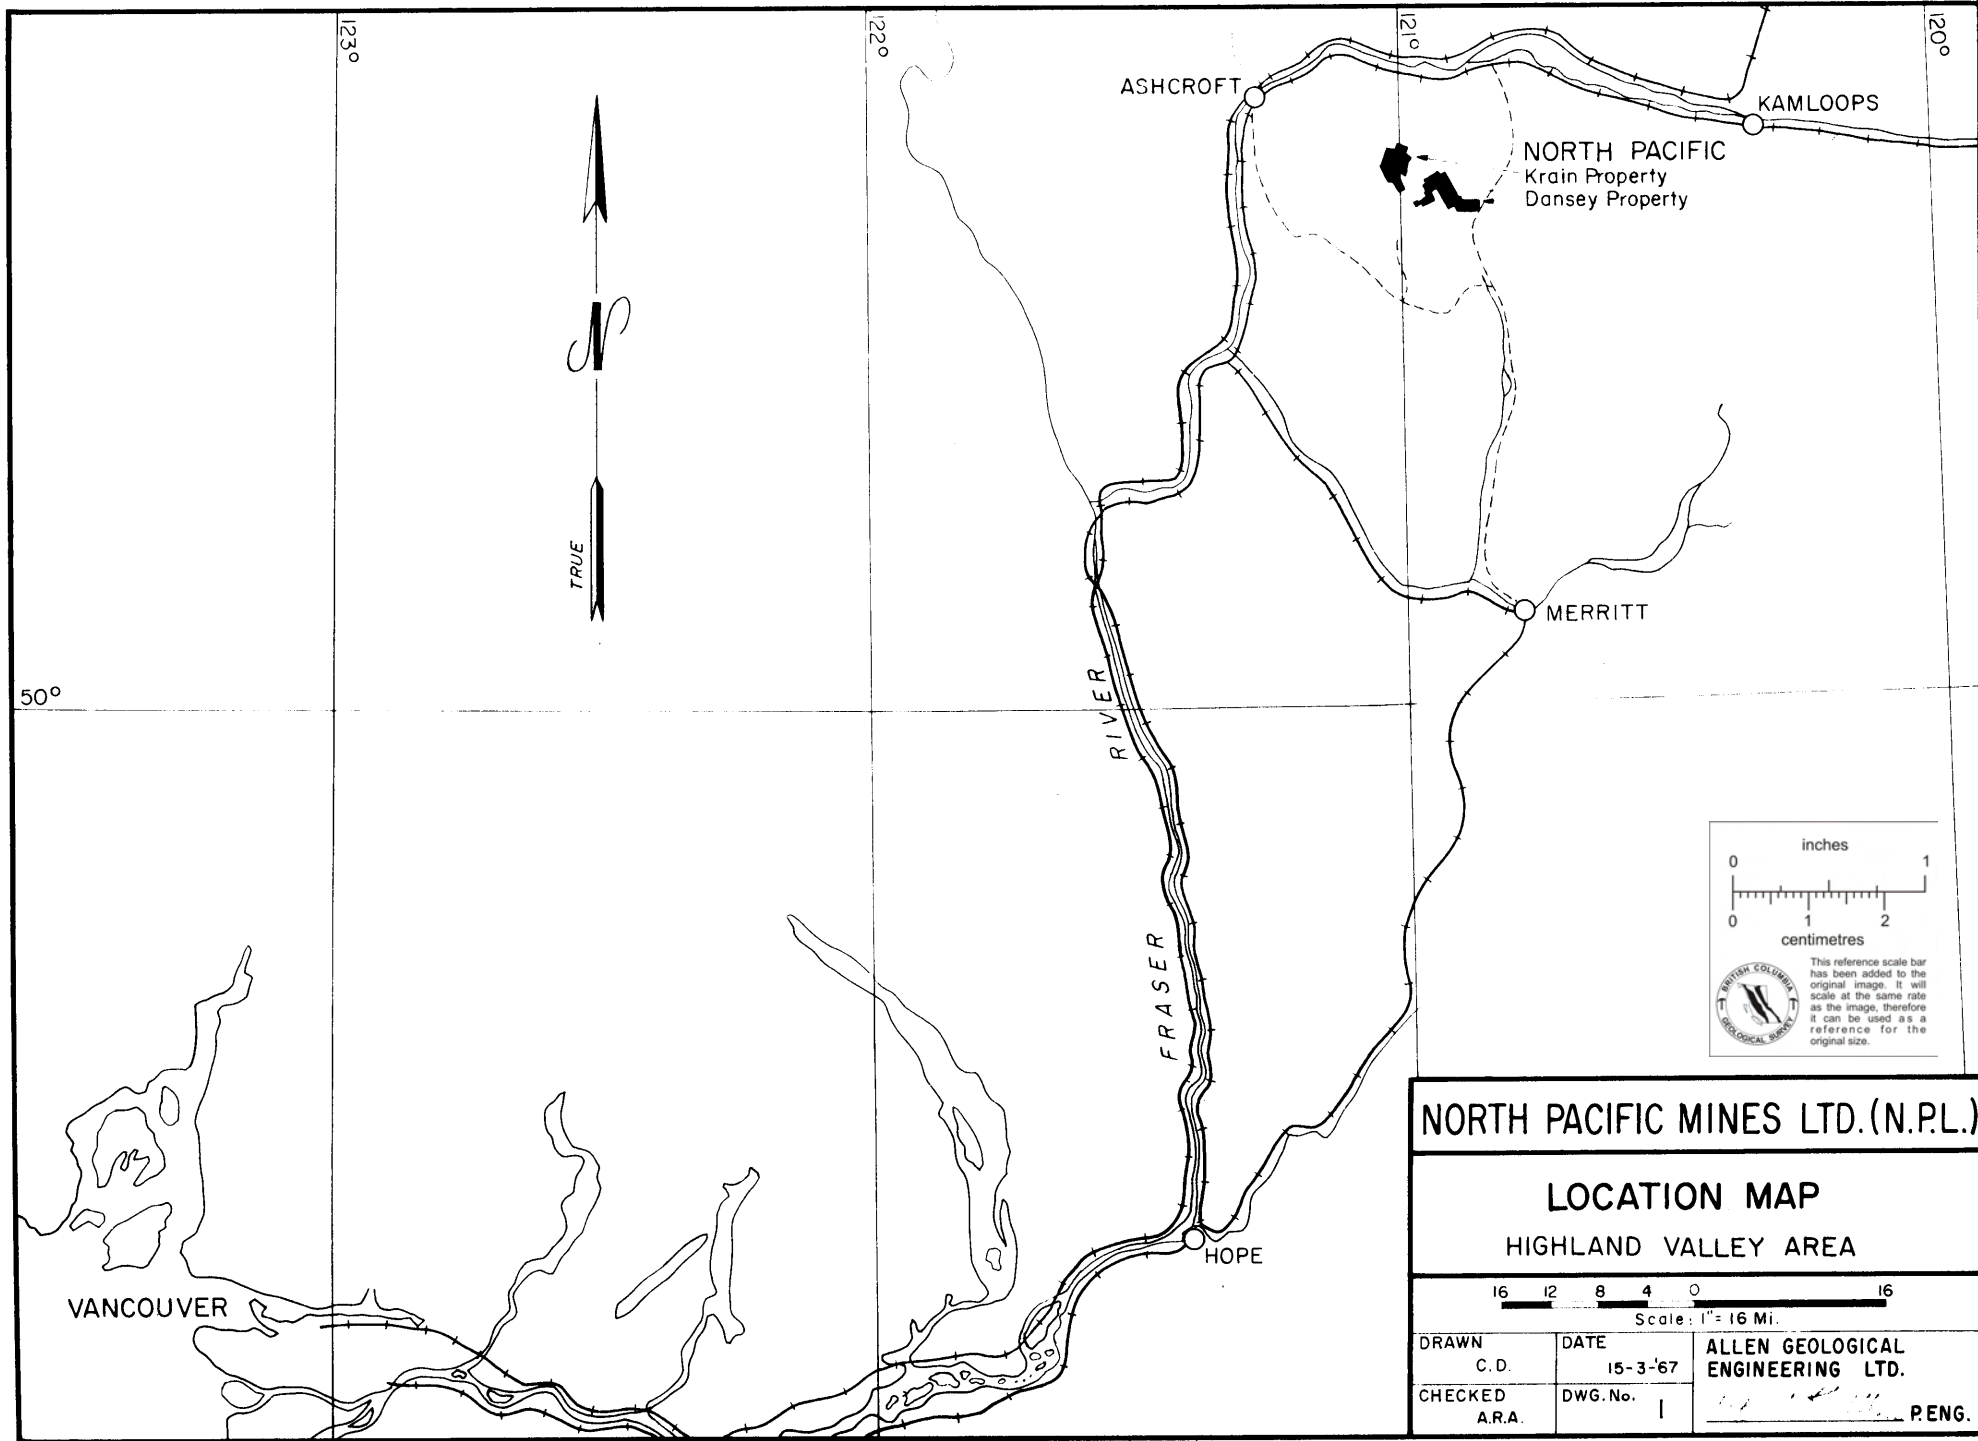 123°
122°
121°
120°
ASHCROFT
KAMLOOPS
NORTH PACIFIC
Krain Property
Dansey Property
N
TRUE
MERRITT
50°
RIVER
FRASER
inches
0 1
0 1 2
centimetres
This reference scale bar
has been added to the
original image. It will
scale at the same rate
as the image, therefore
it can be used as a
reference for the
original size.
BRITISH COLUMBIA
GEOLOGICAL SURVEY
HOPE
VANCOUVER
NORTH PACIFIC MINES LTD. (N.P.L.)
LOCATION MAP
HIGHLAND VALLEY AREA
16 12 8 4 0 16
Scale: 1" = 16 Mi.
DRAWN
C.D.
DATE
15-3-'67
ALLEN GEOLOGICAL
ENGINEERING LTD.
CHECKED
A.R.A.
DWG. No.
1
P. ENG.